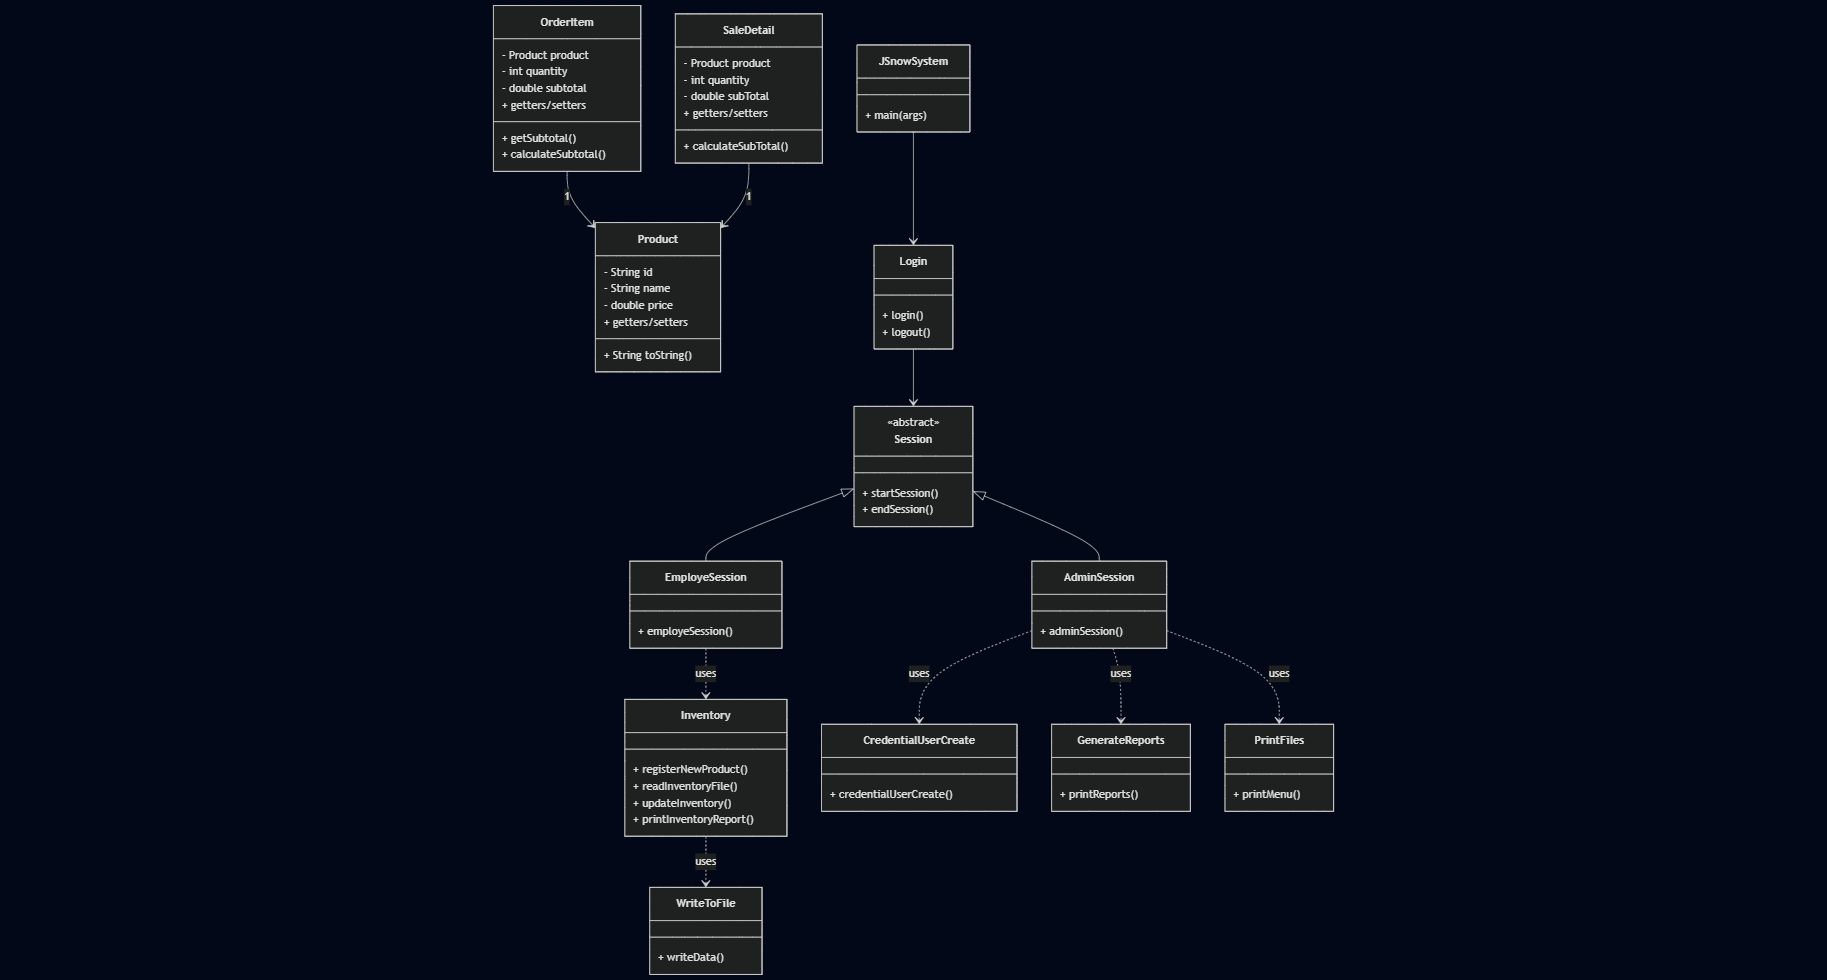 OrderItem
- Product product
- int quantity
- double subtotal
+ getters/setters
+ getSubtotal()
+ calculateSubtotal()
SaleDetail
- Product product
- int quantity
- double subTotal
+ getters/setters
+ calculateSubTotal()
JSnowSystem
+ main(args)
1
1
Product
- String id
- String name
- double price
+ getters/setters
+ String toString()
Login
+ login()
+ logout()
«abstract»
Session
+ startSession()
+ endSession()
EmployeSession
+ employeSession()
AdminSession
+ adminSession()
uses
uses
uses
uses
Inventory
+ registerNewProduct()
+ readInventoryFile()
+ updateInventory()
+ printInventoryReport()
CredentialUserCreate
+ credentialUserCreate()
GenerateReports
+ printReports()
PrintFiles
+ printMenu()
uses
WriteToFile
+ writeData()